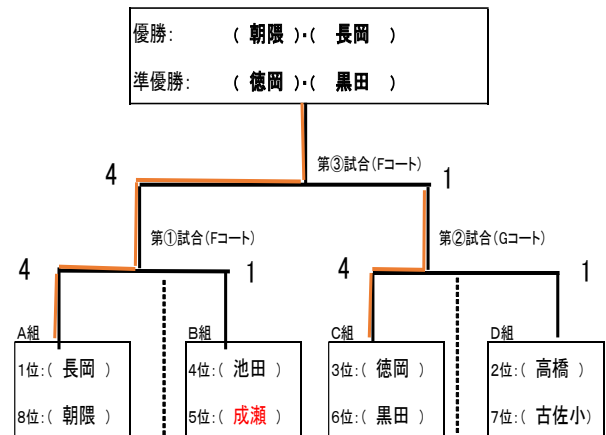 優勝: ( 朝隈 )・( 長岡 )
準優勝: ( 徳岡 )・( 黒田 )
第③試合(Fコート)
4 1
第①試合(Fコート) 第②試合(Gコート)
4 1 4 1
A組 B組 C組 D組
1位:( 長岡 ) 4位:( 池田 ) 3位:( 徳岡 ) 2位:( 高橋 )
8位:( 朝隈 ) 5位:( 成瀬 ) 6位:( 黒田 ) 7位:( 古佐小)